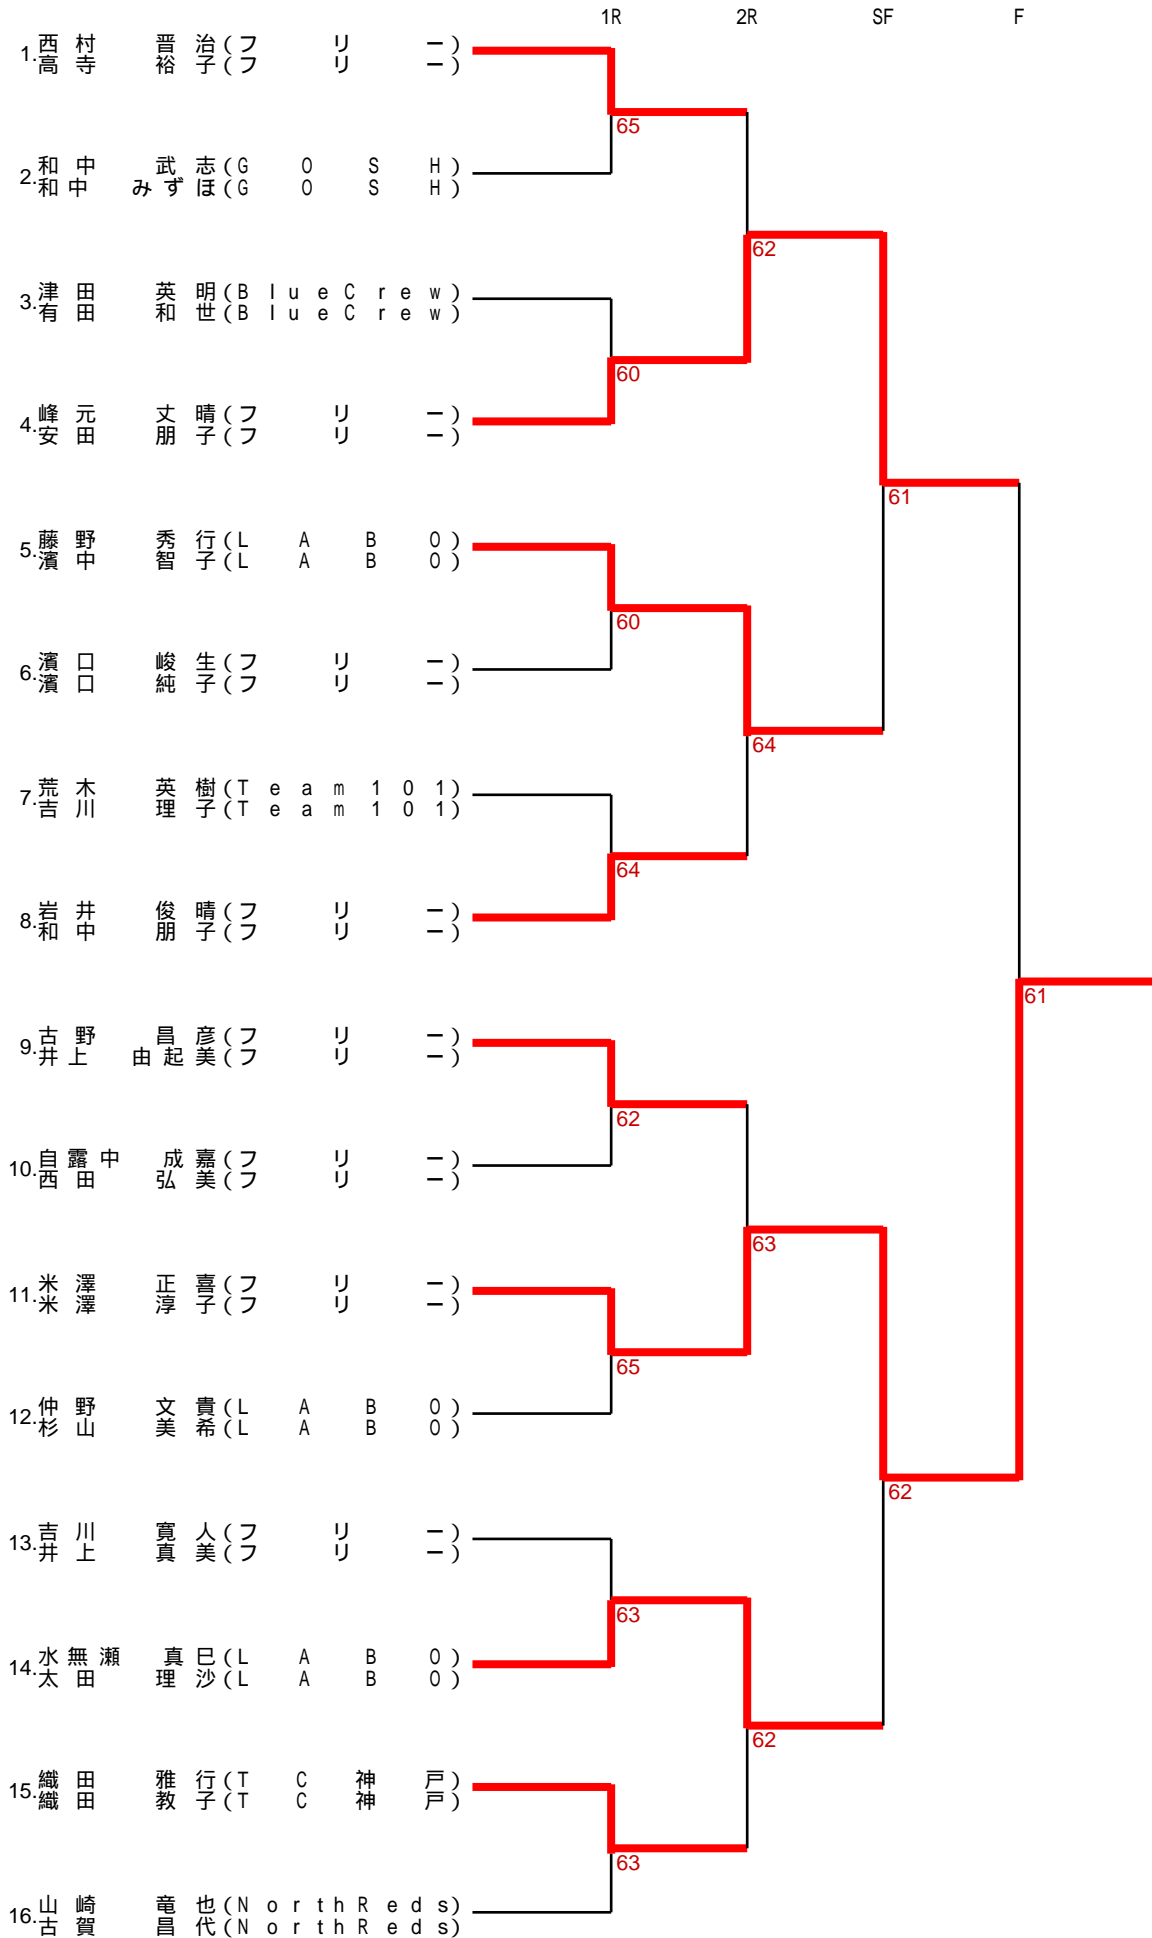 1R 2R SF F
1. 西村 晋治(フリー)
高寺 裕子(フリー)
65
2. 和中 武志(GOSH)
和中 みずほ(GOSH)
62
3. 津田 英明(BlueCrew)
有田 和世(BlueCrew)
60
4. 峰元 丈晴(フリー)
安田 朋子(フリー)
61
5. 藤野 秀行(LABO)
濱中 智子(LABO)
60
6. 濱口 峻生(フリー)
濱口 純子(フリー)
64
7. 荒木 英樹(Team101)
吉川 理子(Team101)
64
8. 岩井 俊晴(フリー)
和中 朋子(フリー)
61
9. 古野 昌彦(フリー)
井上 由起美(フリー)
62
10. 自露中 成嘉(フリー)
西田 弘美(フリー)
63
11. 米澤 正喜(フリー)
米澤 淳子(フリー)
65
12. 仲野 文貴(LABO)
杉山 美希(LABO)
62
13. 吉川 寛人(フリー)
井上 真美(フリー)
63
14. 水無瀬 真巳(LABO)
太田 理沙(LABO)
62
15. 織田 雅行(TC神戸)
織田 教子(TC神戸)
63
16. 山崎 竜也(NorthReds)
古賀 昌代(NorthReds)